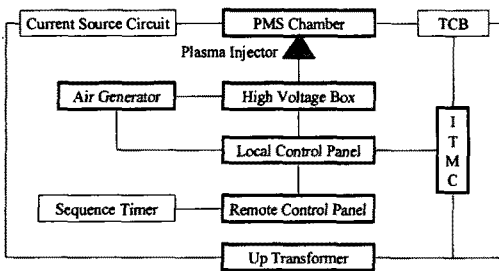 Current Source Circuit PMS Chamber TCB
Plasma Injector
Air Generator High Voltage Box
I
T
M
C
Local Control Panel
Sequence Timer Remote Control Panel
Up Transformer